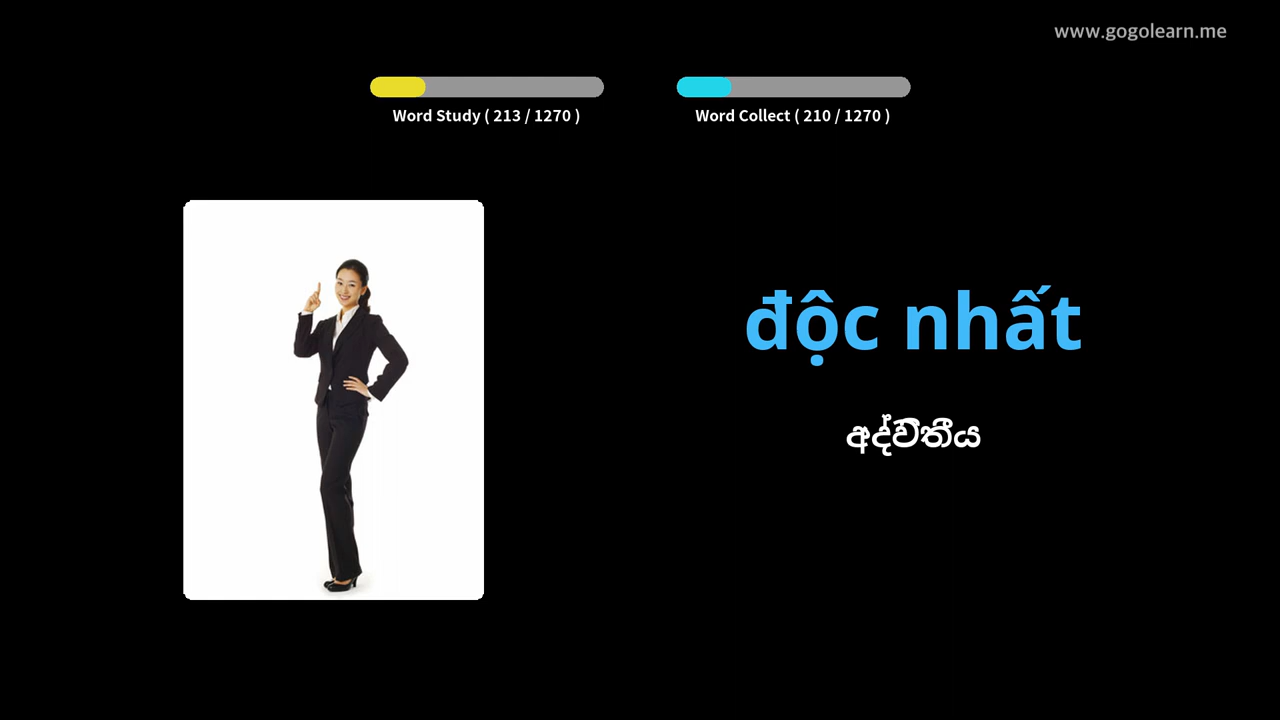 www.gogolearn.me
Word Study ( 213 / 1270 )
Word Collect ( 210 / 1270 )
độc nhất
අද්විතීය